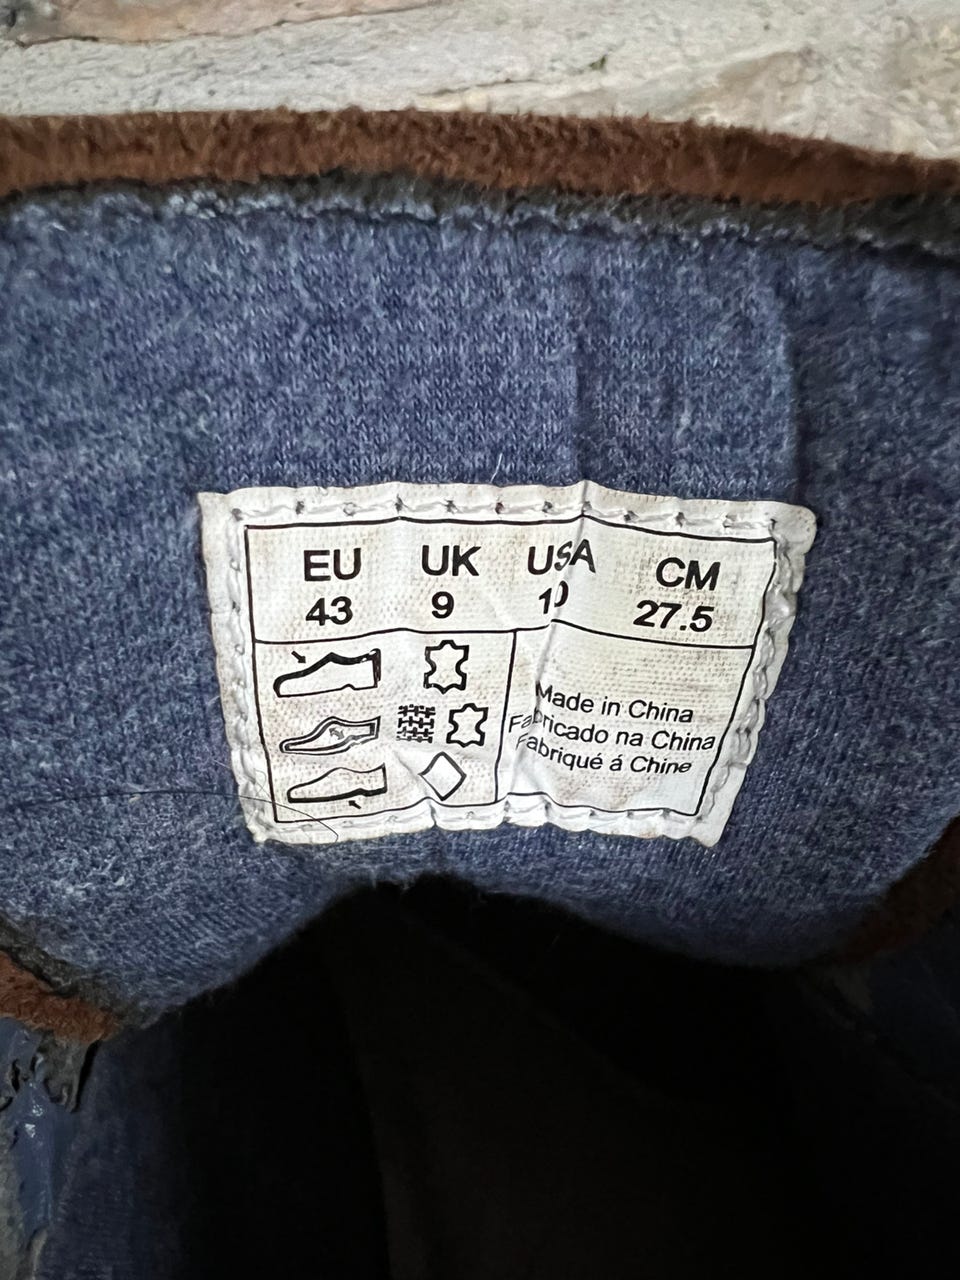 EU UK USA CM
43 9 10 27.5
Made in China
Fabricado na China
Fabriqué á Chine